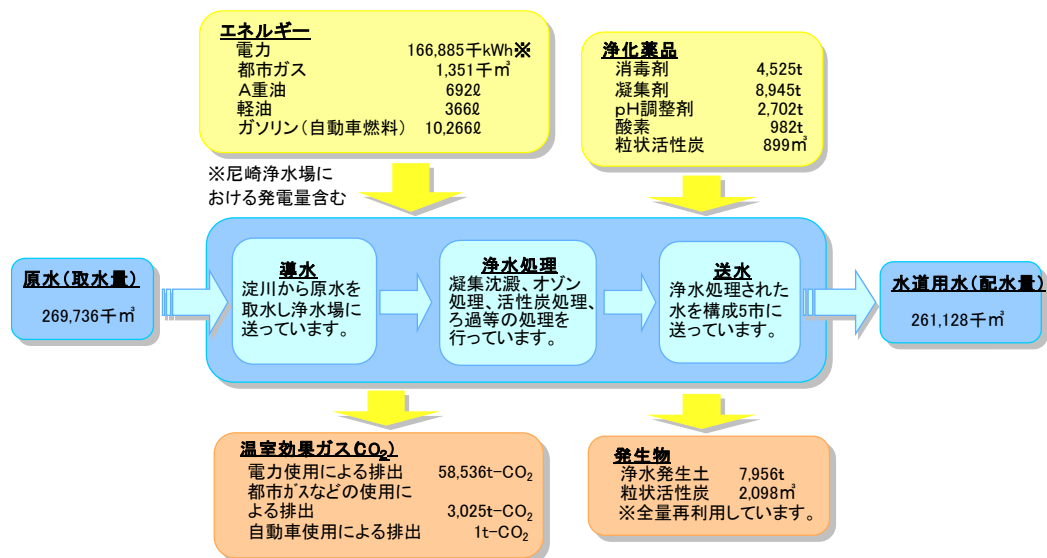 エネルギー
電力 166,885千kWh※
都市ガス 1,351千㎥
A重油 692ℓ
軽油 366ℓ
ガソリン(自動車燃料) 10,266ℓ
※尼崎浄水場に
おける発電量含む
浄化薬品
消毒剤 4,525t
凝集剤 8,945t
pH調整剤 2,702t
酸素 982t
粒状活性炭 899㎥
原水(取水量)
269,736千㎥
導水
淀川から原水を
取水し浄水場に
送っています。
浄水処理
凝集沈澱、オゾン
処理、活性炭処理、
ろ過等の処理を
行っています。
送水
浄水処理された
水を構成5市に
送っています。
水道用水(配水量)
261,128千㎥
温室効果ガス(CO₂)
電力使用による排出 58,536t-CO₂
都市ガスなどの使用に
よる排出 3,025t-CO₂
自動車使用による排出 1t-CO₂
発生物
浄水発生土 7,956t
粒状活性炭 2,098㎥
※全量再利用しています。